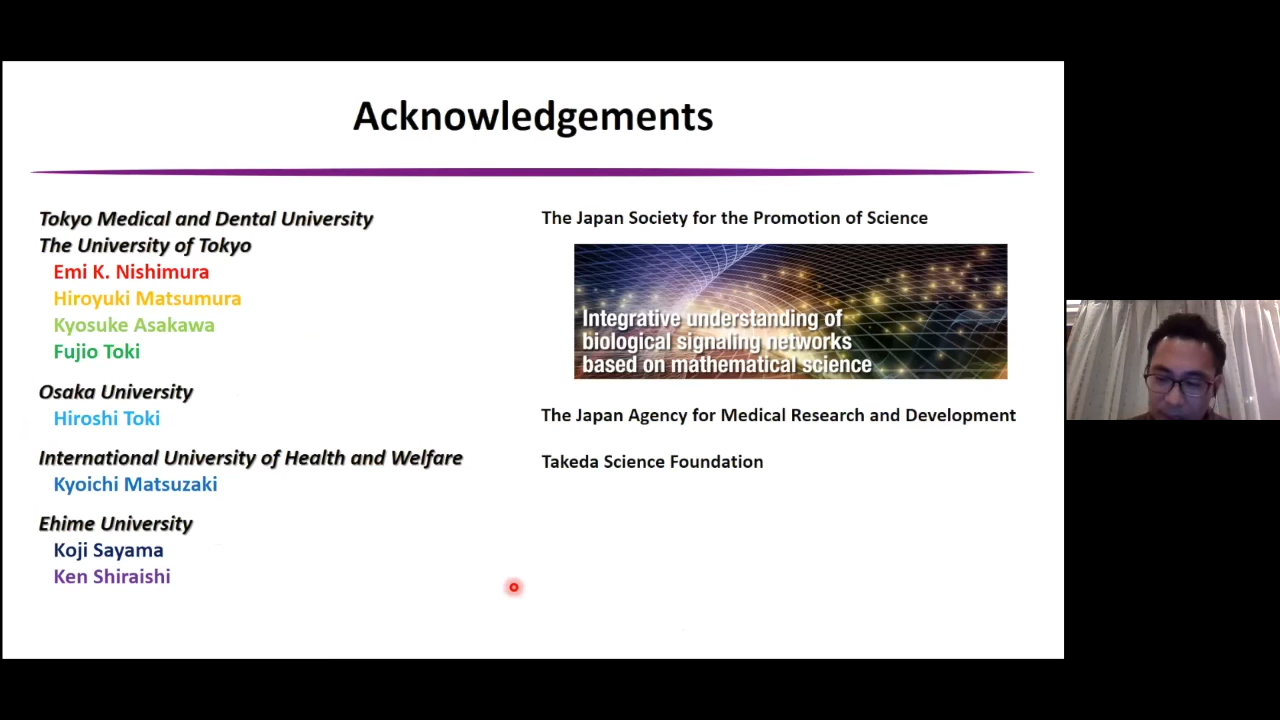 Acknowledgements
Tokyo Medical and Dental University
The University of Tokyo
Emi K. Nishimura
Hiroyuki Matsumura
Kyosuke Asakawa
Fujio Toki
Osaka University
Hiroshi Toki
International University of Health and Welfare
Kyoichi Matsuzaki
Ehime University
Koji Sayama
Ken Shiraishi
The Japan Society for the Promotion of Science
Integrative understanding of
biological signaling networks
based on mathematical science
The Japan Agency for Medical Research and Development
Takeda Science Foundation